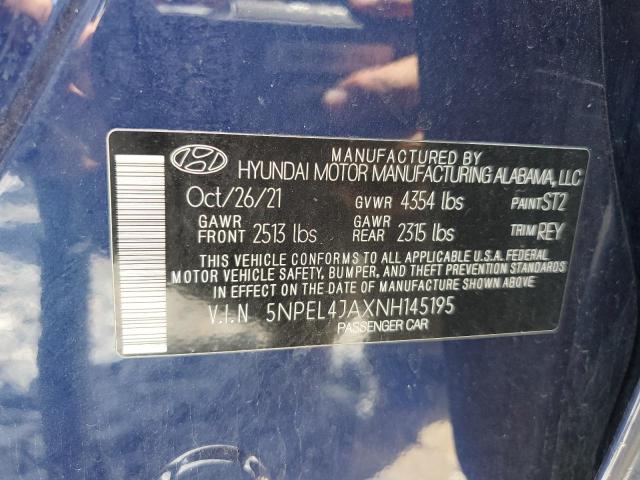 MANUFACTURED BY
HYUNDAI MOTOR MANUFACTURING ALABAMA, LLC
Oct/26/21 GVWR 4354 lbs PAINT ST2
GAWR FRONT 2513 lbs GAWR REAR 2315 lbs TRIM REY
THIS VEHICLE CONFORMS TO ALL APPLICABLE U.S.A. FEDERAL
MOTOR VEHICLE SAFETY, BUMPER, AND THEFT PREVENTION STANDARDS
IN EFFECT ON THE DATE OF MANUFACTURE SHOWN ABOVE.
V.I.N 5NPEL4JAXNH145195
PASSENGER CAR